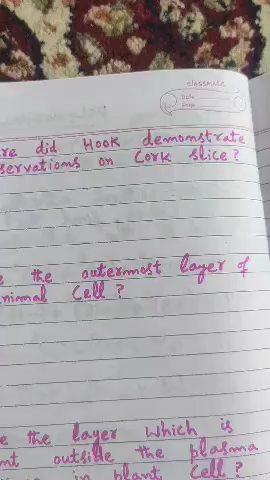 classmate
Date
Page
re did Hook demonstrate
servations on Cork slice?
e the outermost layer of
nimal Cell?
e the layer which is
nt outside the plasma
in plant Cell?